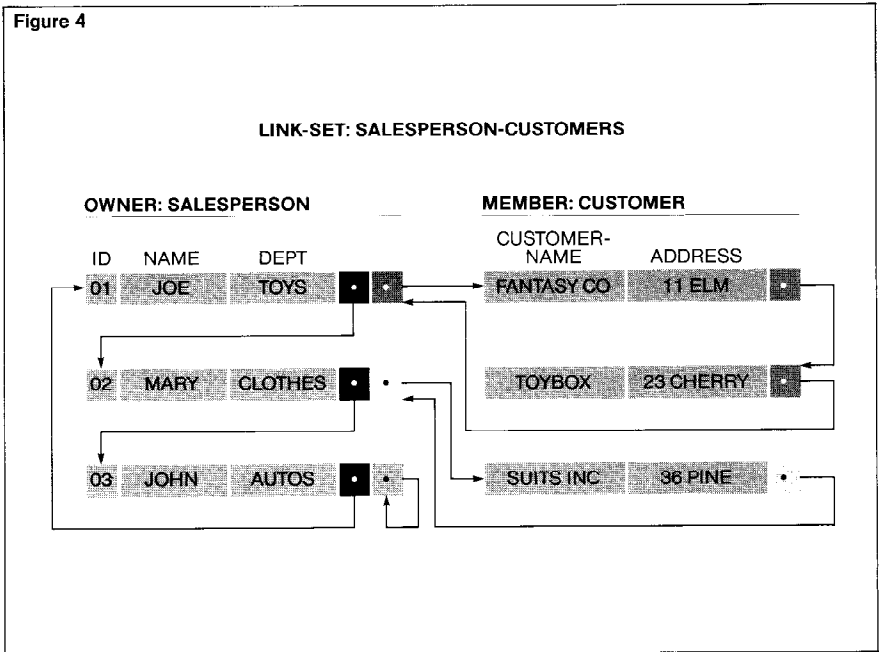 Figure 4
LINK-SET: SALESPERSON-CUSTOMERS
OWNER: SALESPERSON MEMBER: CUSTOMER
ID NAME DEPT CUSTOMER-
NAME ADDRESS
01 JOE TOYS FANTASY CO 11 ELM
02 MARY CLOTHES TOYBOX 23 CHERRY
03 JOHN AUTOS SUITS INC 36 PINE